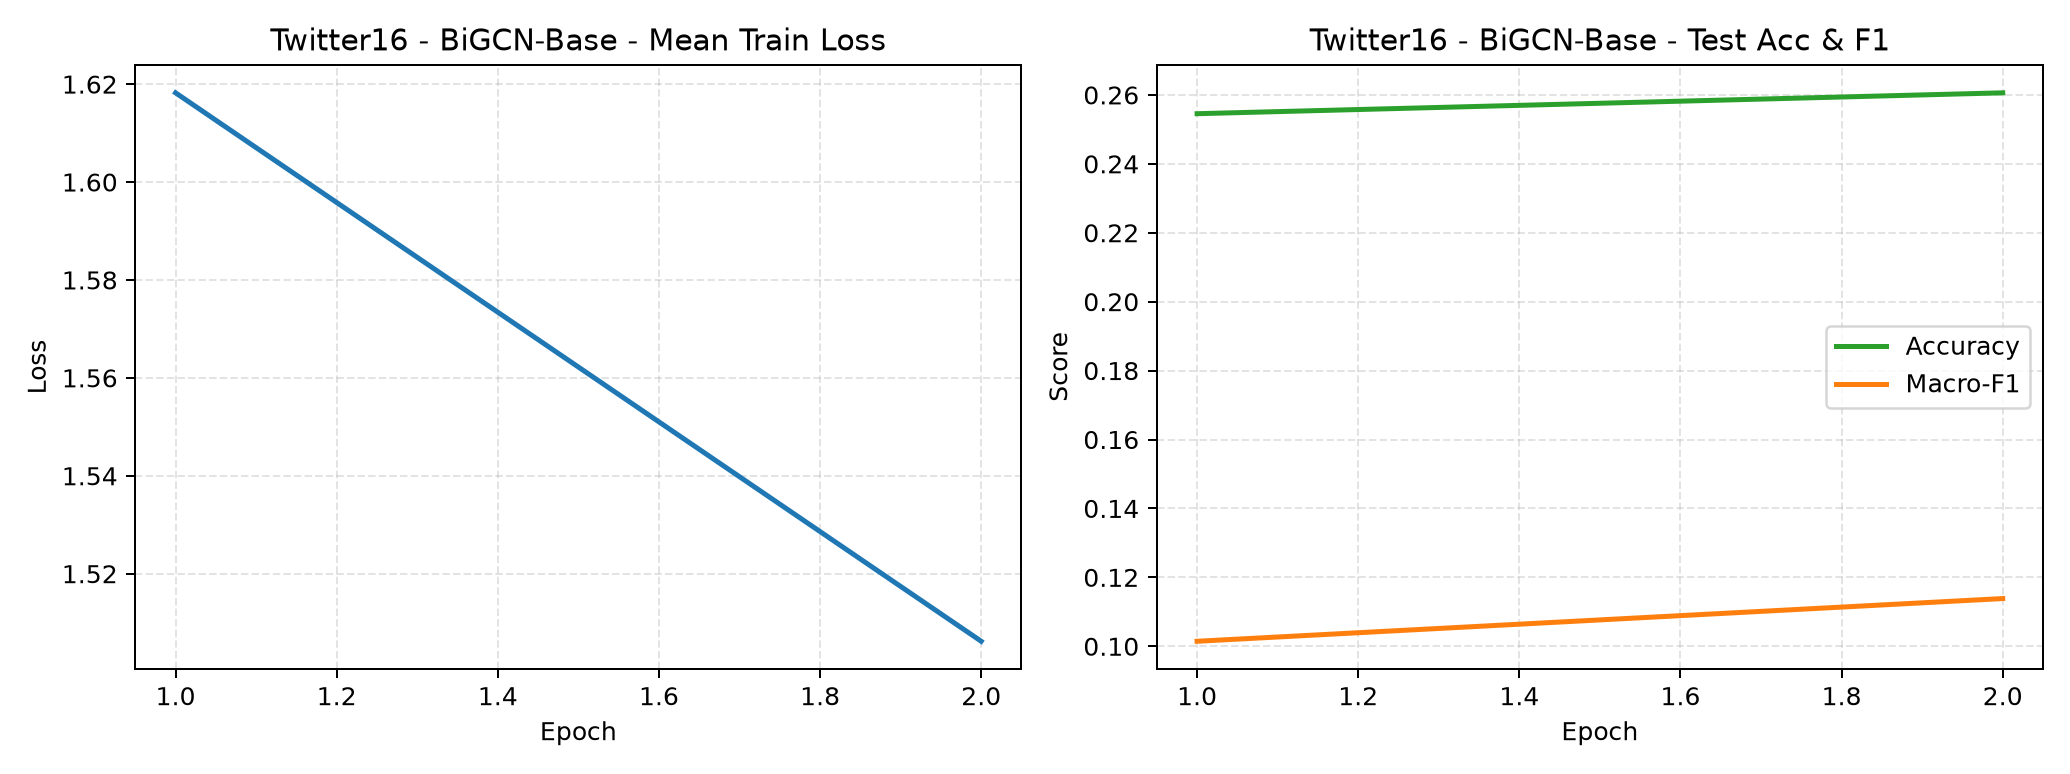 Twitter16 - BiGCN-Base - Mean Train Loss
1.62
1.60
1.58
1.56
1.54
1.52
Loss
1.0 1.2 1.4 1.6 1.8 2.0
Epoch
Twitter16 - BiGCN-Base - Test Acc & F1
0.26
0.24
0.22
0.20
0.18
0.16
0.14
0.12
0.10
Score
Accuracy
Macro-F1
1.0 1.2 1.4 1.6 1.8 2.0
Epoch